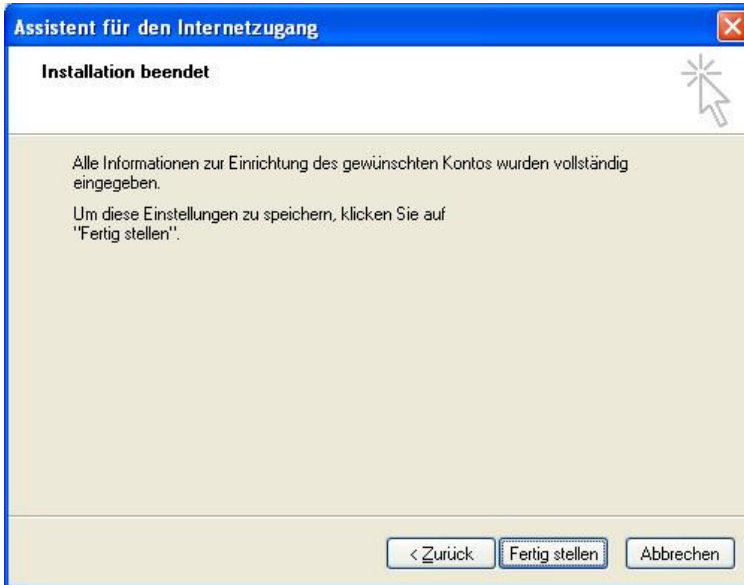 Assistent für den Internetzugang
Installation beendet
Alle Informationen zur Einrichtung des gewünschten Kontos wurden vollständig
eingegeben.
Um diese Einstellungen zu speichern, klicken Sie auf
"Fertig stellen".
< Zurück Fertig stellen Abbrechen